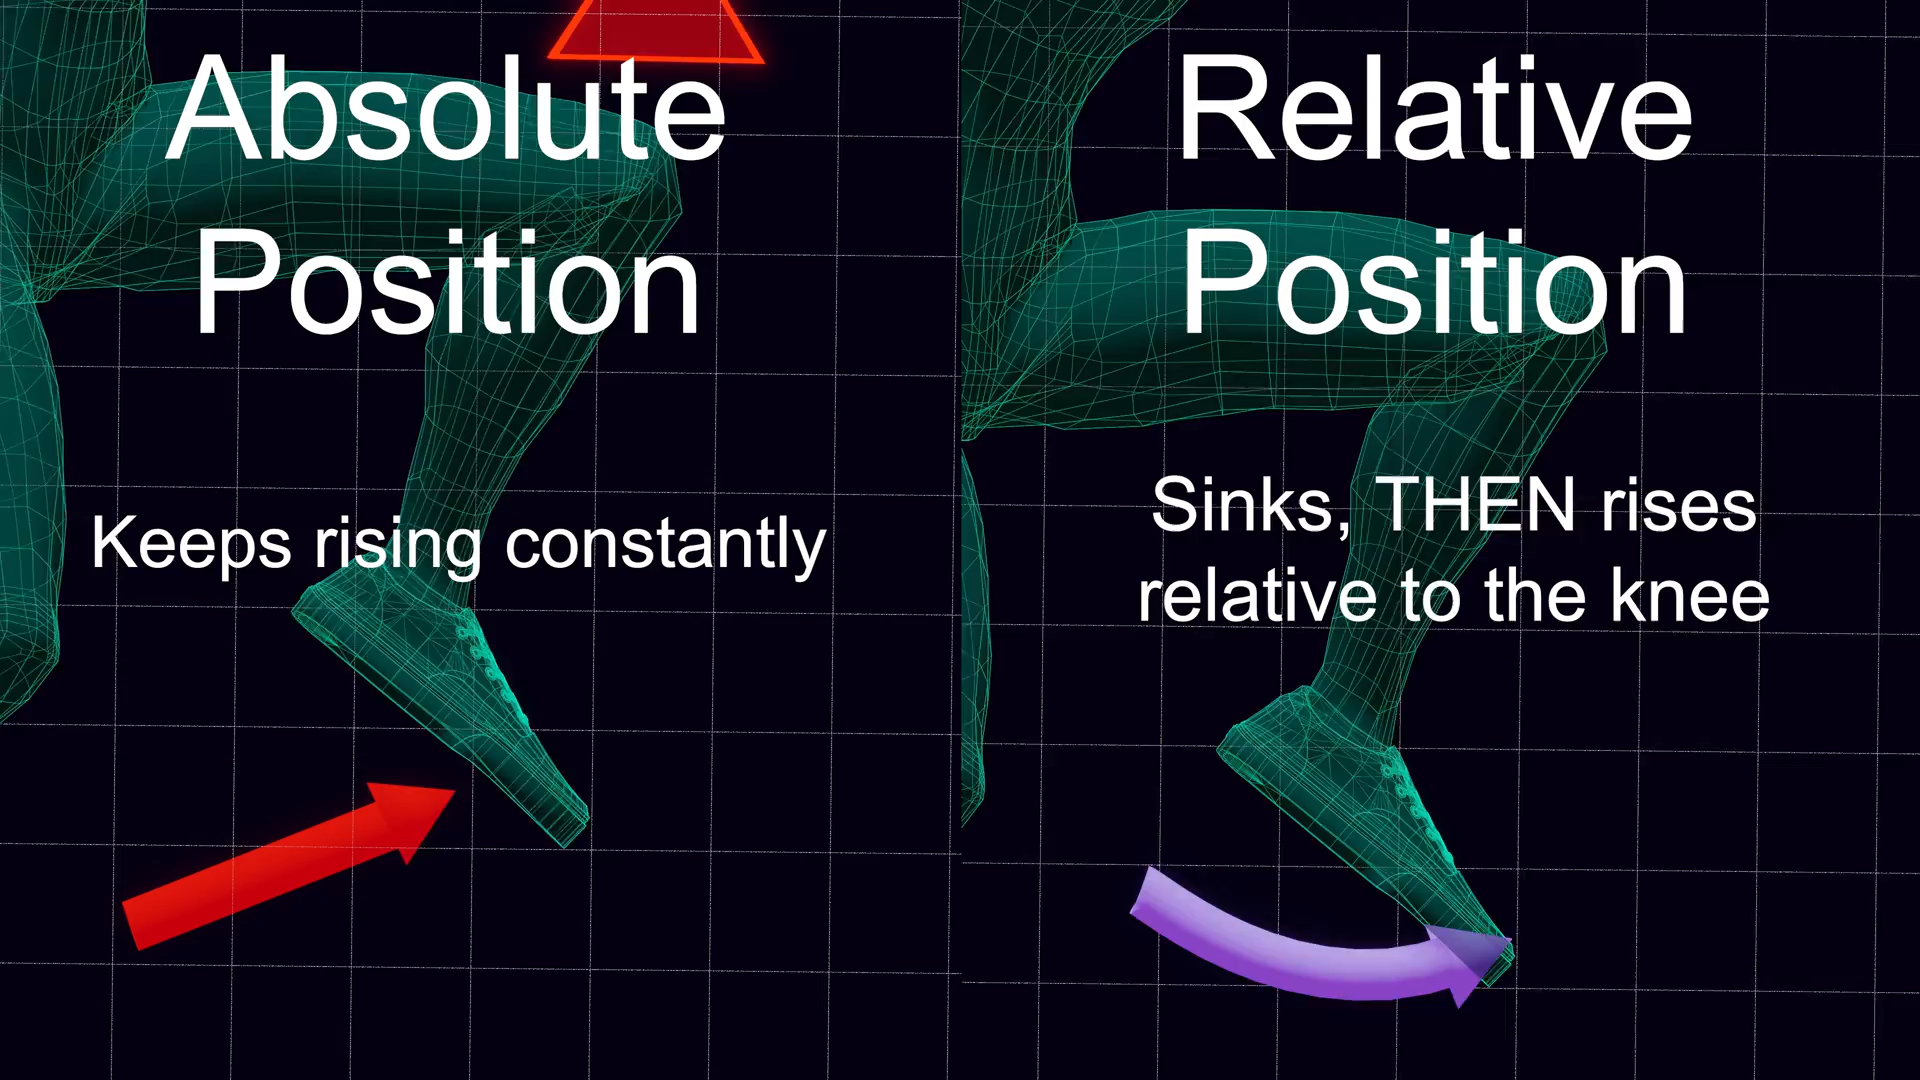 Absolute
Position
Keeps rising constantly
Relative
Position
Sinks, THEN rises
relative to the knee